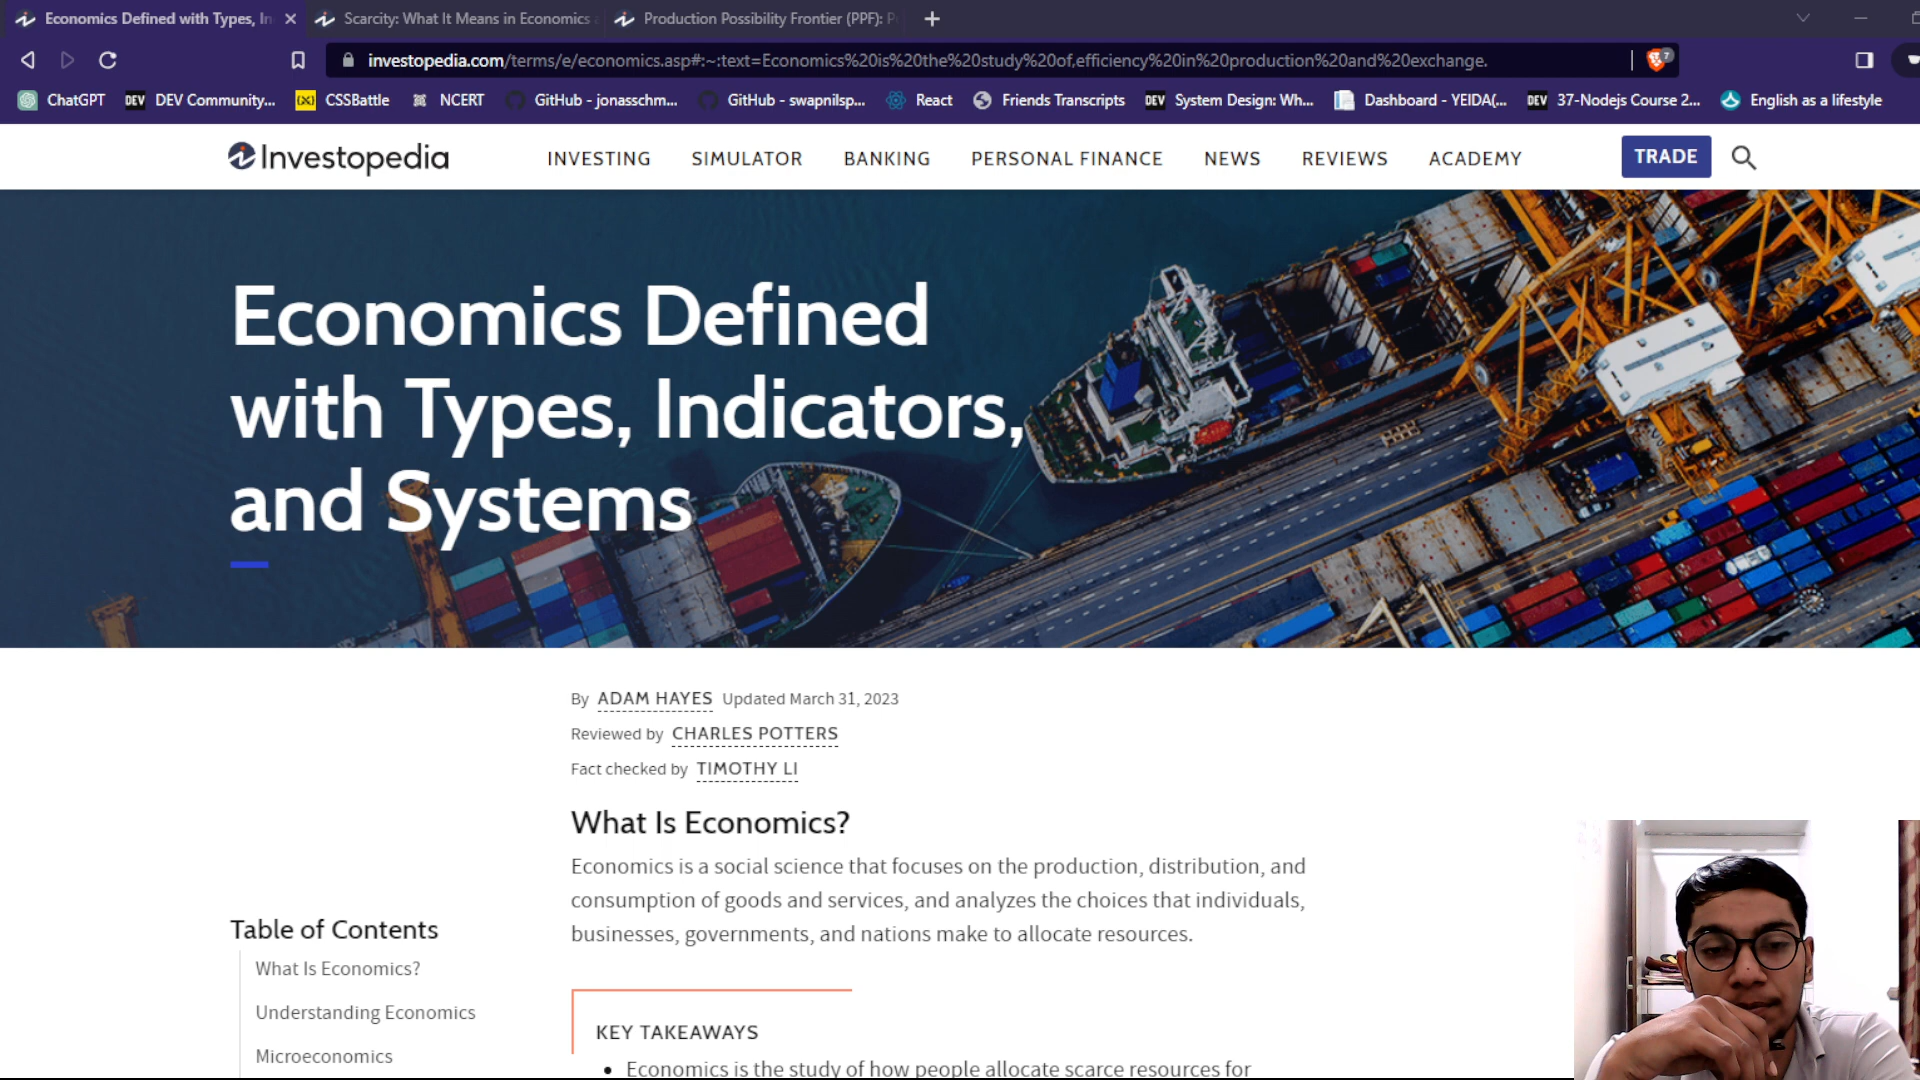 Economics Defined with Types, In
Scarcity: What It Means in Economics
Production Possibility Frontier (PPF): P
investopedia.com/terms/e/economics.asp#:~:text=Economics%20is%20the%20study%20of,efficiency%20in%20production%20and%20exchange.
7
ChatGPT DEV DEV Community... CSSBattle NCERT GitHub - jonasschm... GitHub - swapnilsp... React Friends Transcripts DEV System Design: Wh... Dashboard - YEIDA(... DEV 37-Nodejs Course 2... English as a lifestyle
Investopedia INVESTING SIMULATOR BANKING PERSONAL FINANCE NEWS REVIEWS ACADEMY TRADE
Economics Defined
with Types, Indicators,
and Systems
By ADAM HAYES Updated March 31, 2023
Reviewed by CHARLES POTTERS
Fact checked by TIMOTHY LI
What Is Economics?
Economics is a social science that focuses on the production, distribution, and
consumption of goods and services, and analyzes the choices that individuals,
businesses, governments, and nations make to allocate resources.
Table of Contents
What Is Economics?
Understanding Economics
Microeconomics
KEY TAKEAWAYS
• Economics is the study of how people allocate scarce resources for